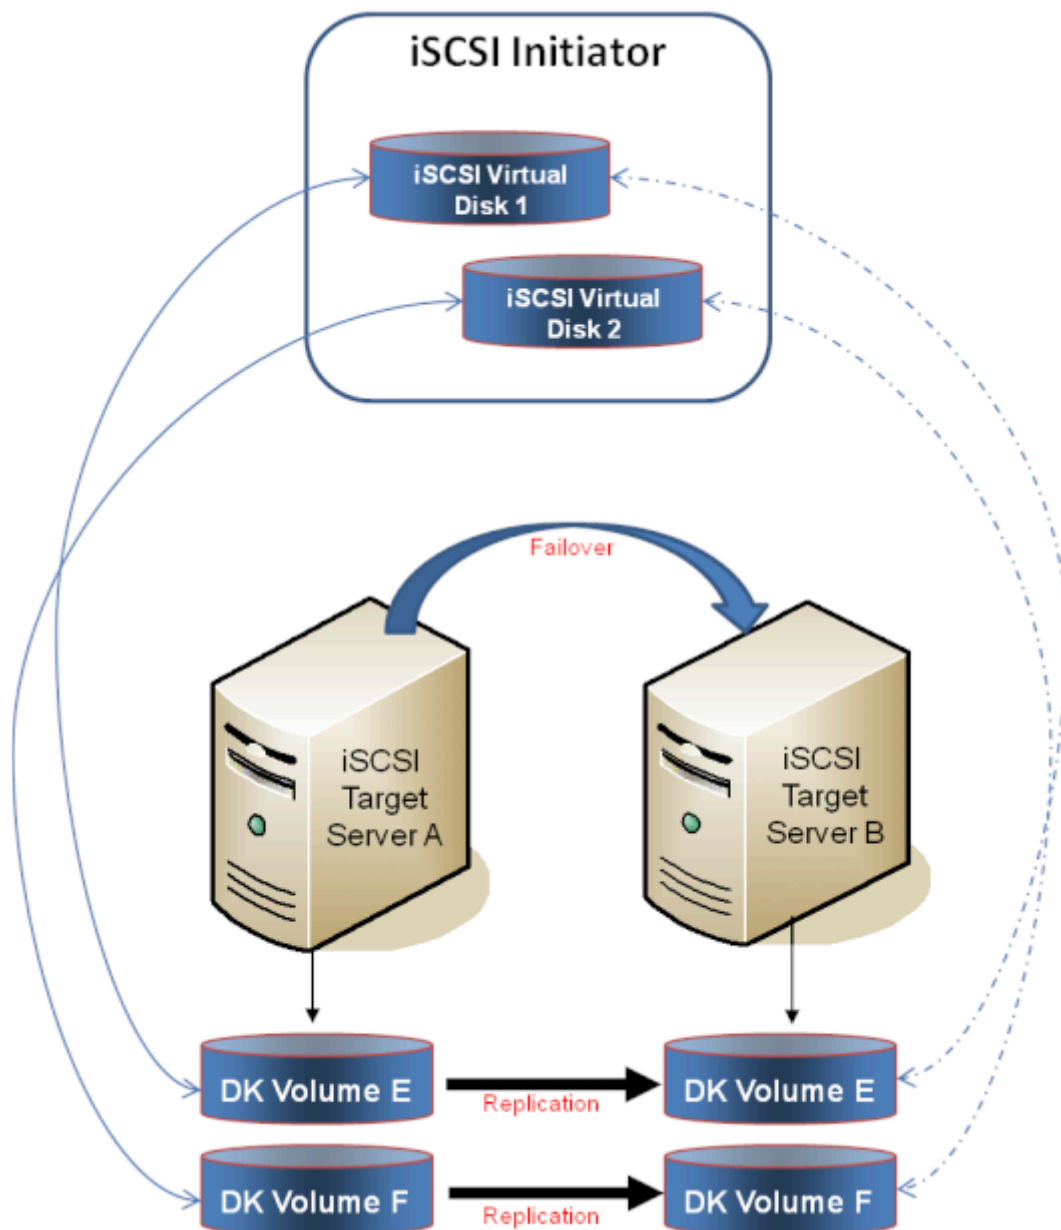 iSCSI Initiator
iSCSI Virtual
Disk 1
iSCSI Virtual
Disk 2
Failover
iSCSI
Target
Server A
iSCSI
Target
Server B
DK Volume E
Replication
DK Volume E
DK Volume F
Replication
DK Volume F